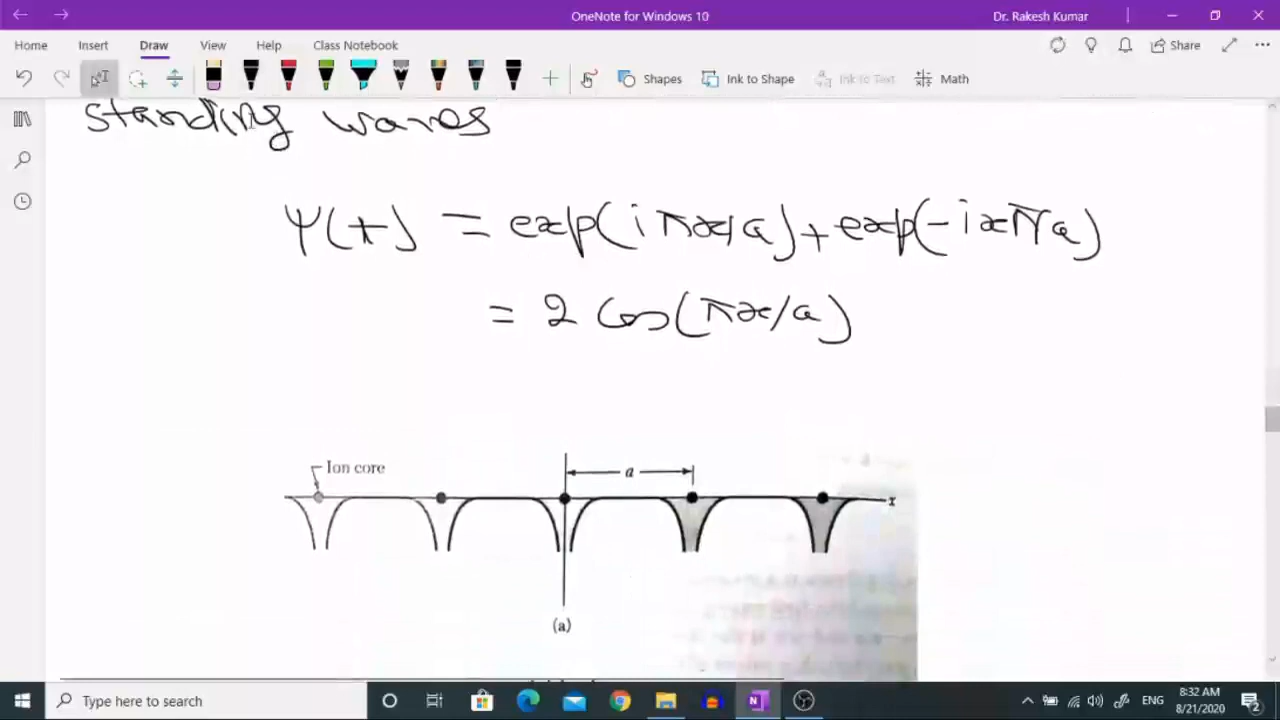 OneNote for Windows 10
Dr. Rakesh Kumar
Home Insert Draw View Help Class Notebook
Share
Shapes Ink to Shape Ink to Text Math
standing waves
ψ(+) = exp(iπx/a)+exp(-ixπ/a)
= 2 Cos(πx/a)
Ion core
a
x
(a)
Type here to search
ENG
8:32 AM
8/21/2020
2